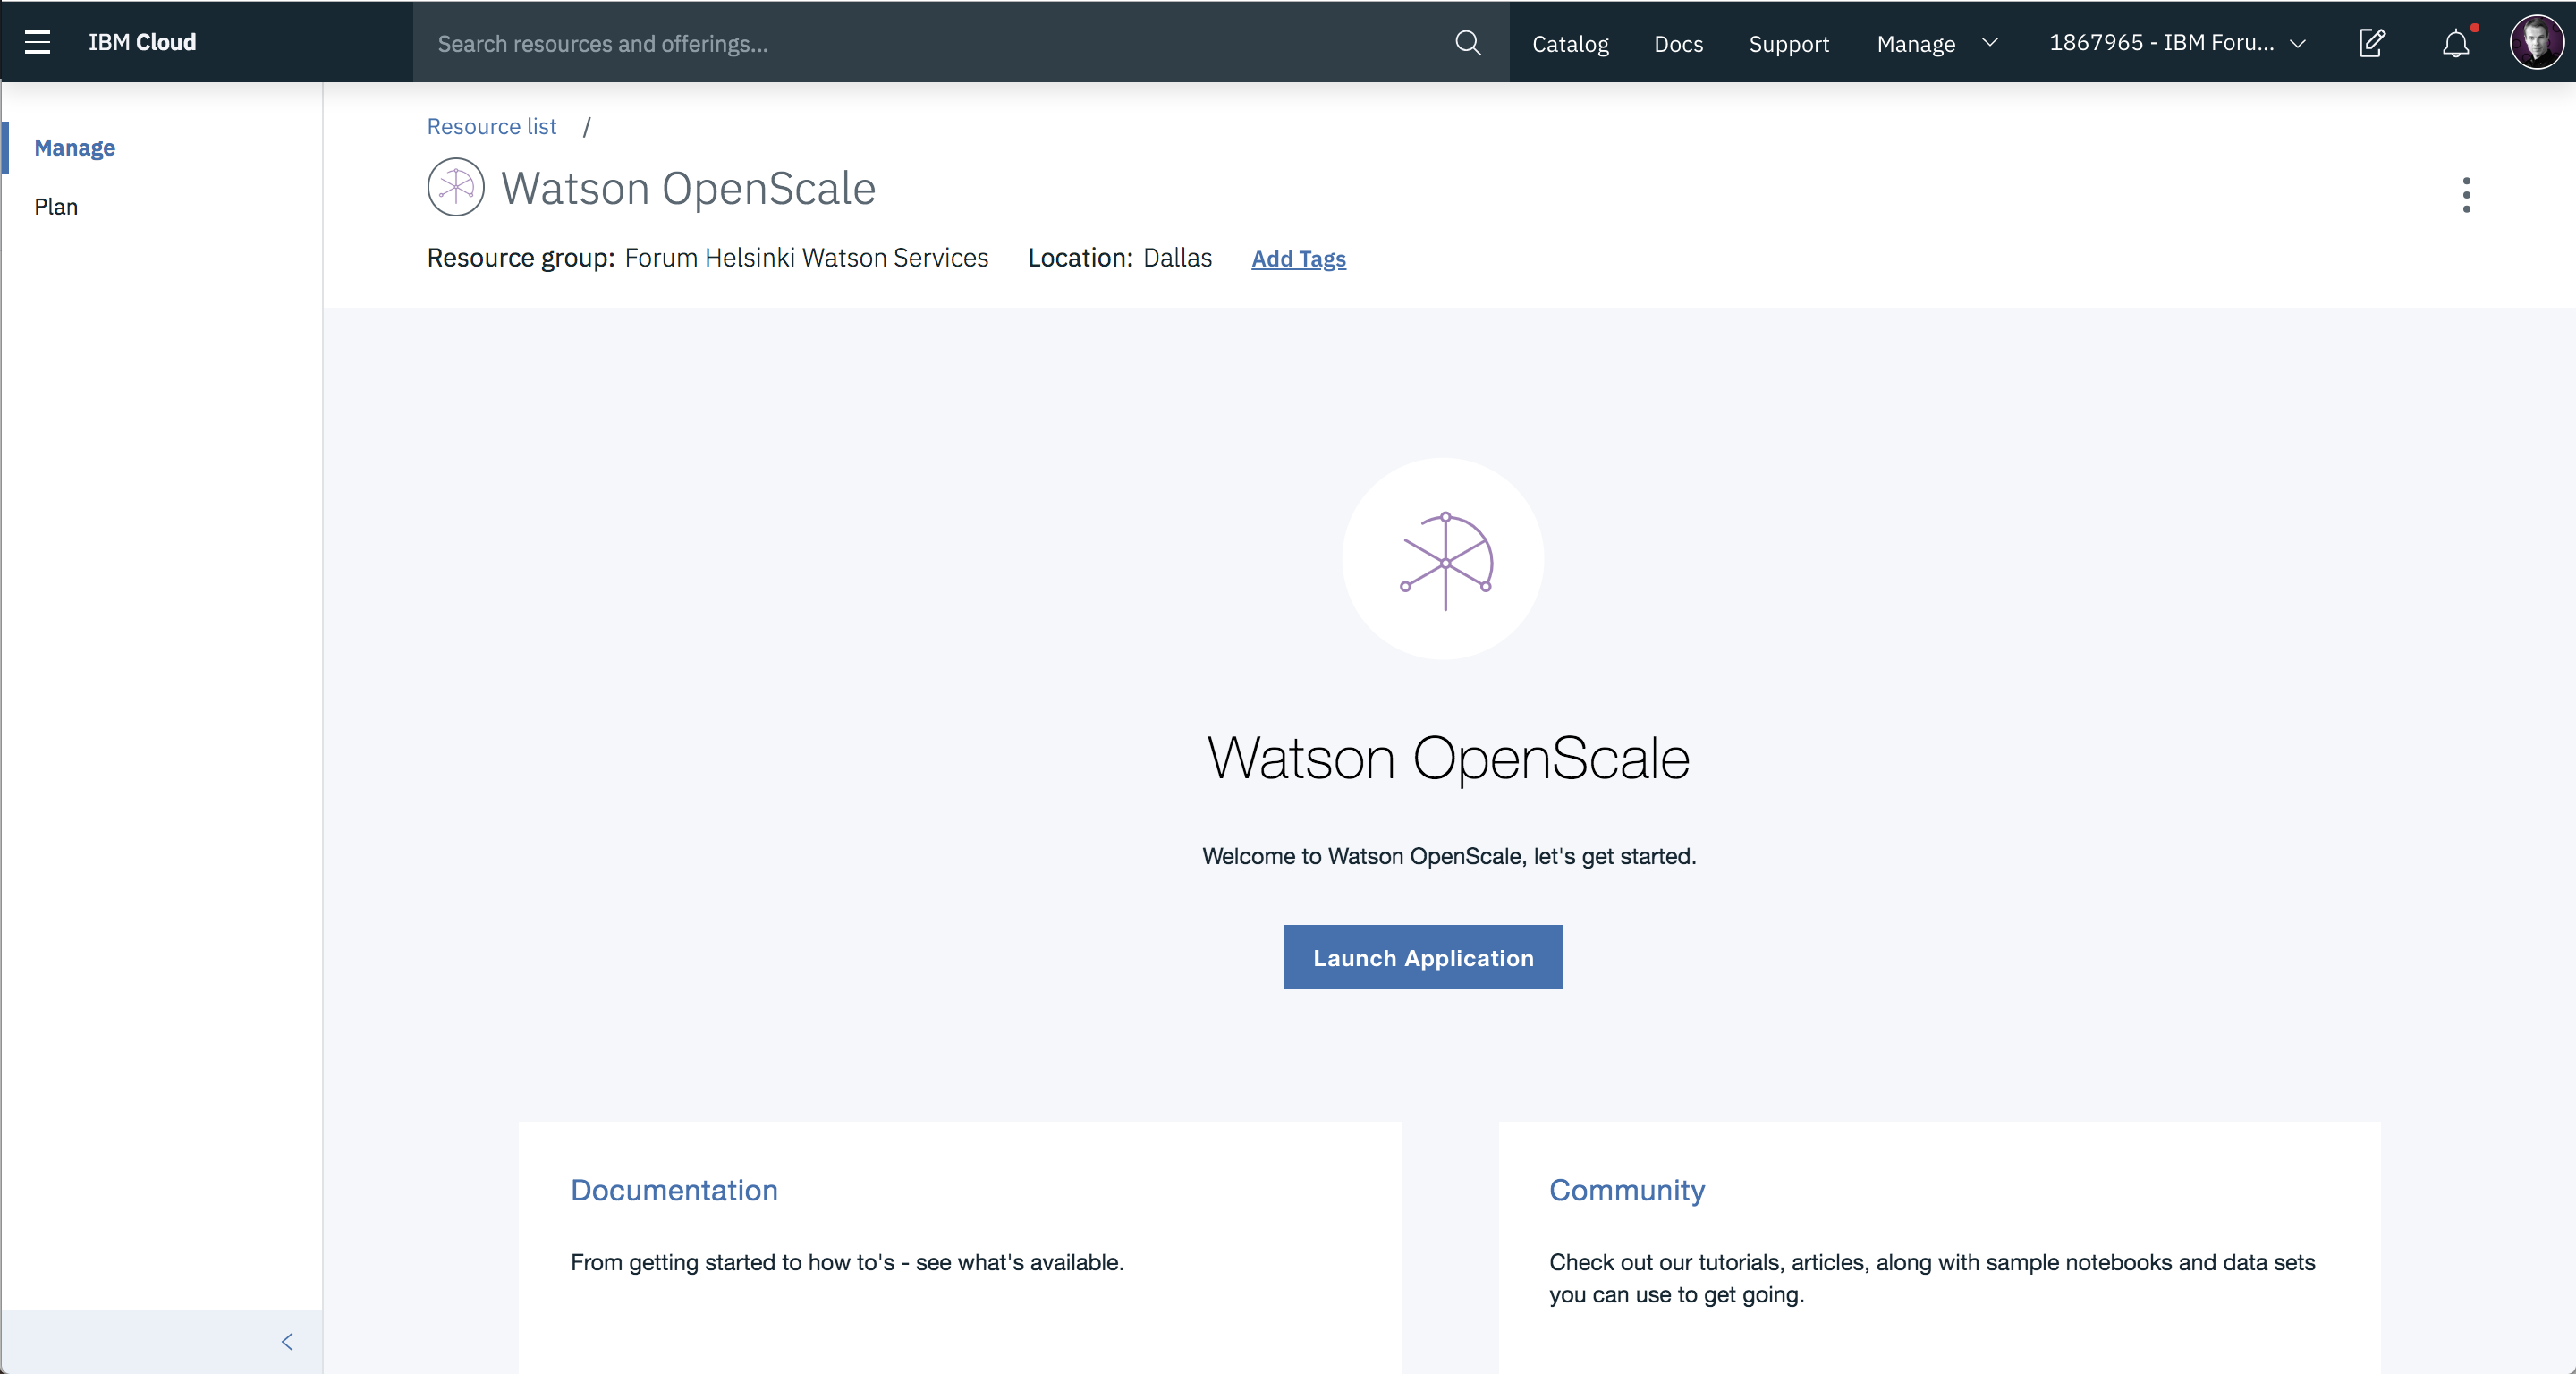 IBM Cloud
Search resources and offerings...
Catalog
Docs
Support
Manage
1867965 - IBM Foru...
Manage
Plan
Resource list /
Watson OpenScale
Resource group: Forum Helsinki Watson Services Location: Dallas Add Tags
Watson OpenScale
Welcome to Watson OpenScale, let's get started.
Launch Application
Documentation
From getting started to how to's - see what's available.
Community
Check out our tutorials, articles, along with sample notebooks and data sets
you can use to get going.